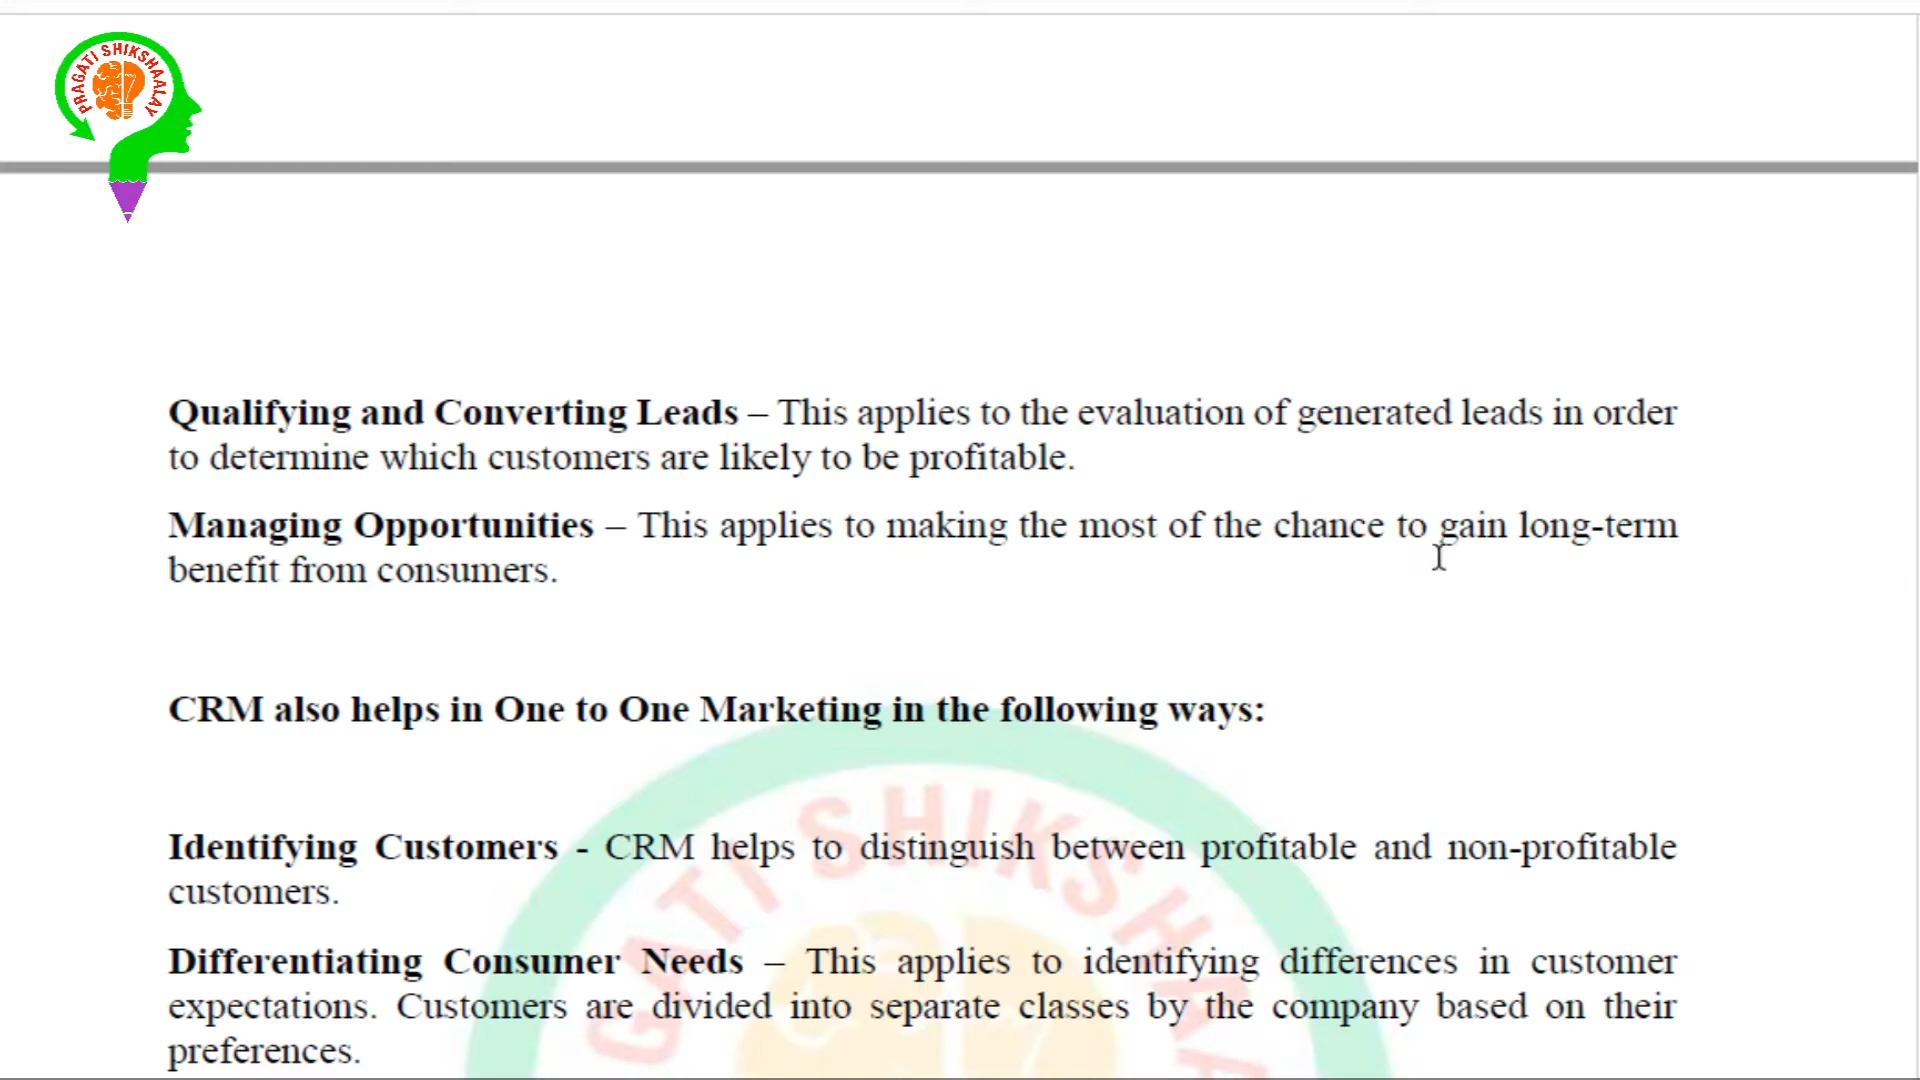 PRAGATI SHIKSHAALAY
Qualifying and Converting Leads – This applies to the evaluation of generated leads in order
to determine which customers are likely to be profitable.
Managing Opportunities – This applies to making the most of the chance to gain long-term
benefit from consumers.
CRM also helps in One to One Marketing in the following ways:
GATI SHIKSHA
Identifying Customers - CRM helps to distinguish between profitable and non-profitable
customers.
Differentiating Consumer Needs – This applies to identifying differences in customer
expectations. Customers are divided into separate classes by the company based on their
preferences.